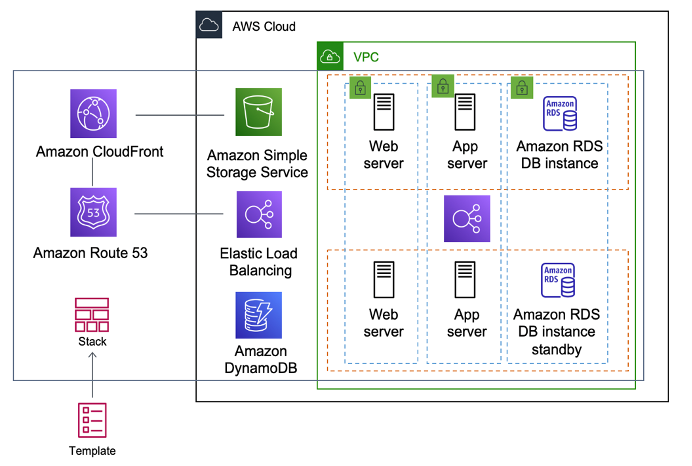 AWS Cloud
VPC
Amazon CloudFront
Amazon Simple
Storage Service
Web
server
App
server
Amazon
RDS
Amazon RDS
DB instance
53
Amazon Route 53
Elastic Load
Balancing
Stack
Amazon
DynamoDB
Web
server
App
server
Amazon
RDS
Amazon RDS
DB instance
standby
Template